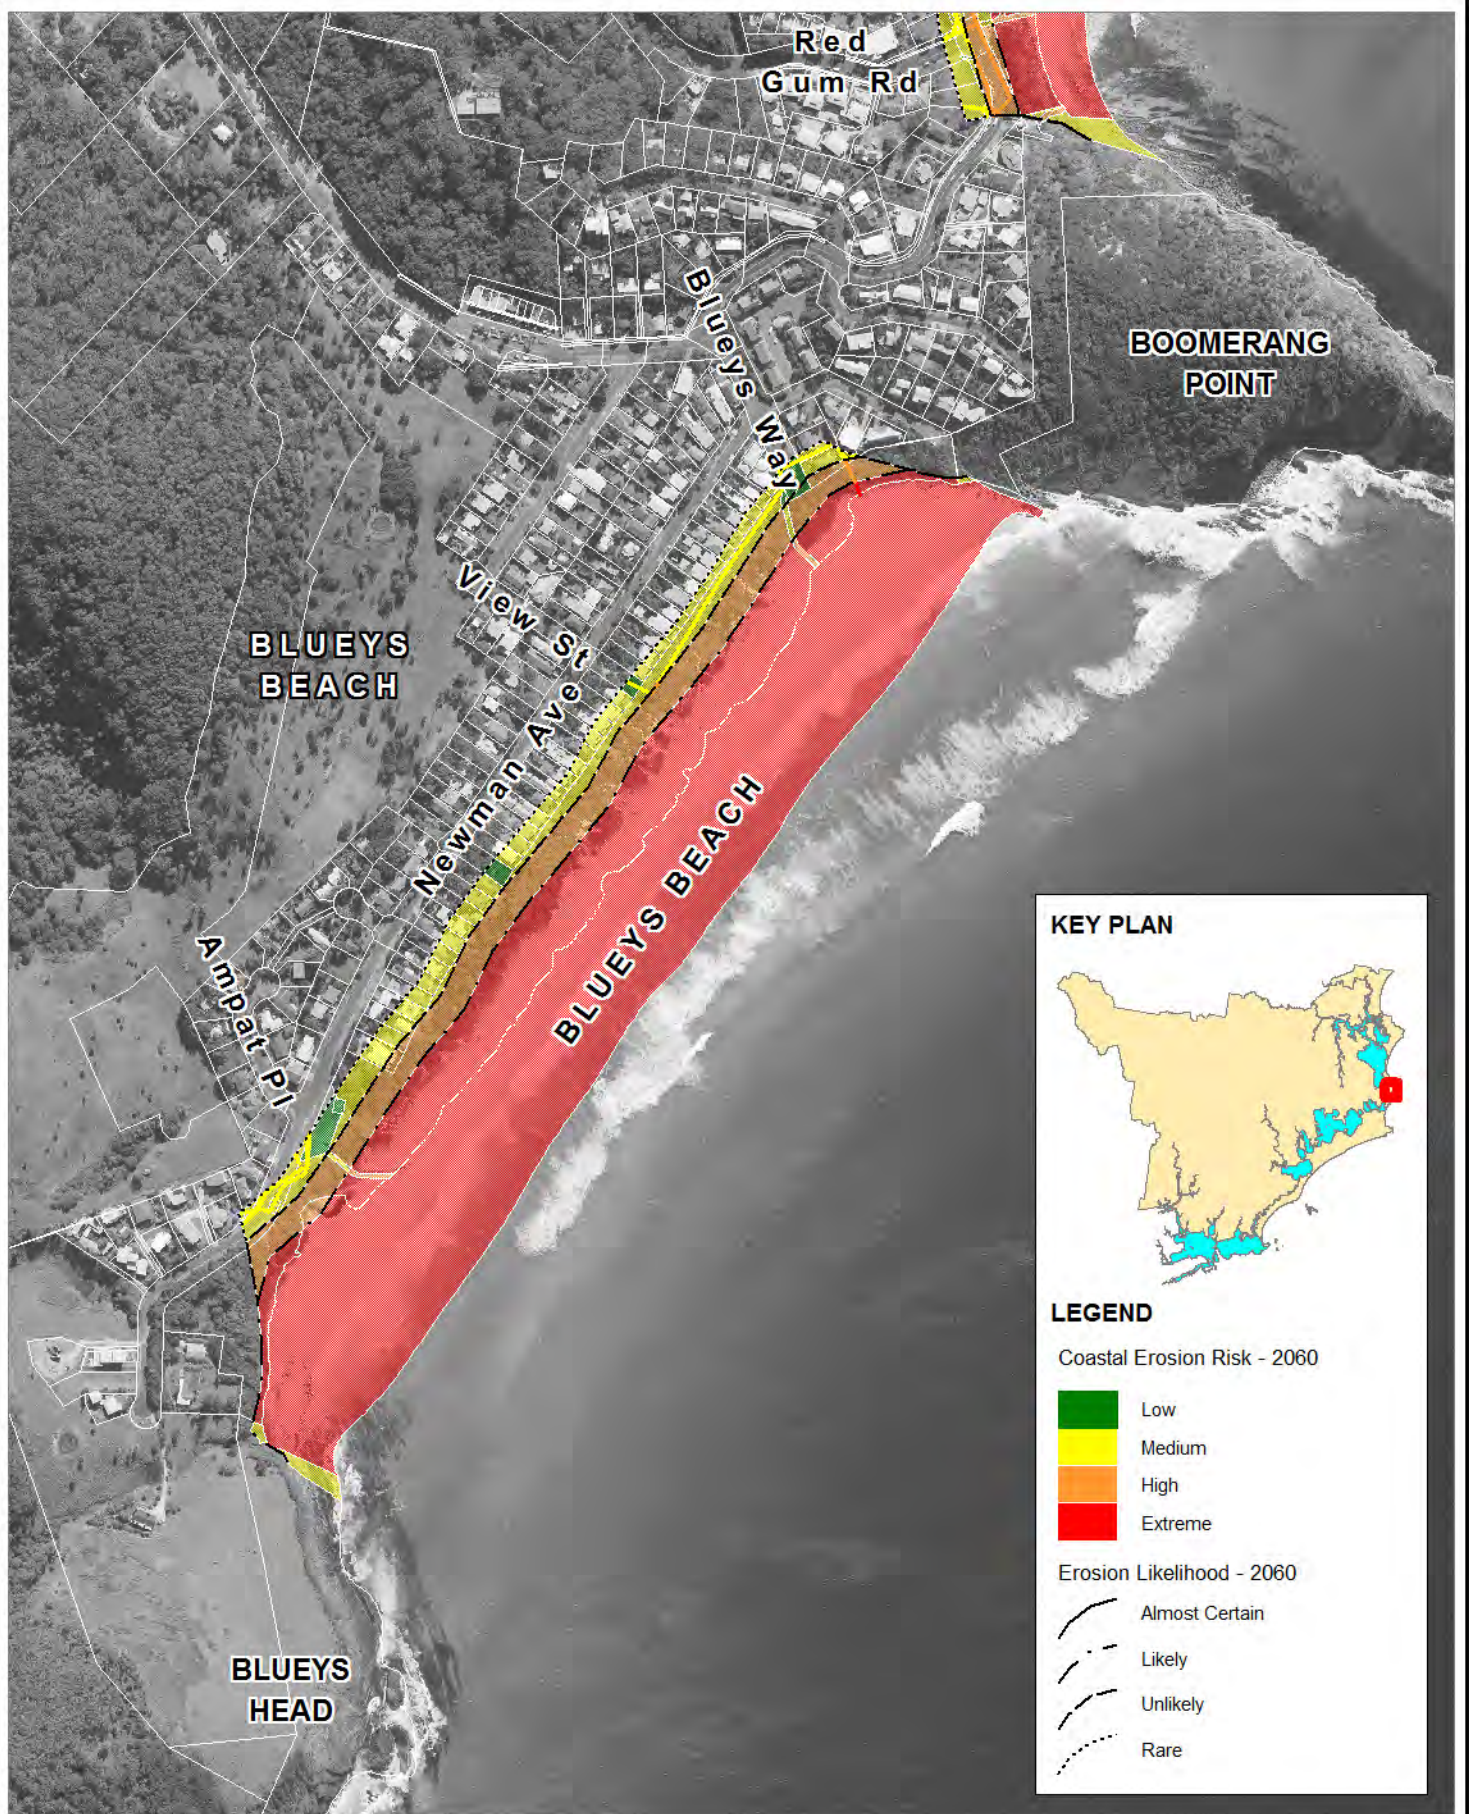 Red
Gum Rd
Blueys Way
BOOMERANG
POINT
View St
BLUEYS
BEACH
Newman Ave
BLUEYS BEACH
Ampat Pl
BLUEYS
HEAD
KEY PLAN
LEGEND
Coastal Erosion Risk - 2060
Low
Medium
High
Extreme
Erosion Likelihood - 2060
Almost Certain
Likely
Unlikely
Rare